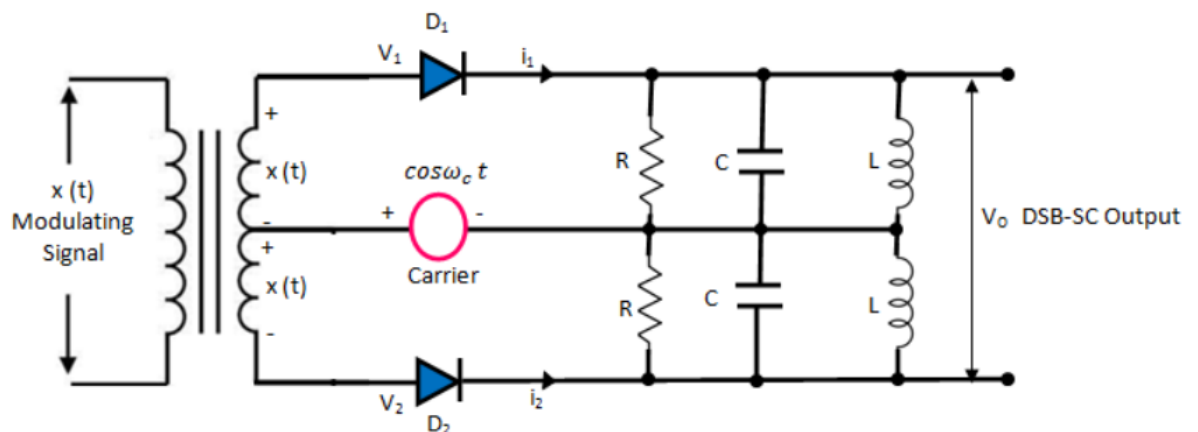 D₁
V₁
i₁
+
x (t)
-
x (t)
Modulating
Signal
cosω𝑐 t
+ -
Carrier
R
C
L
V₀ DSB-SC Output
+
x (t)
-
R
C
L
V₂
D₂
i₂